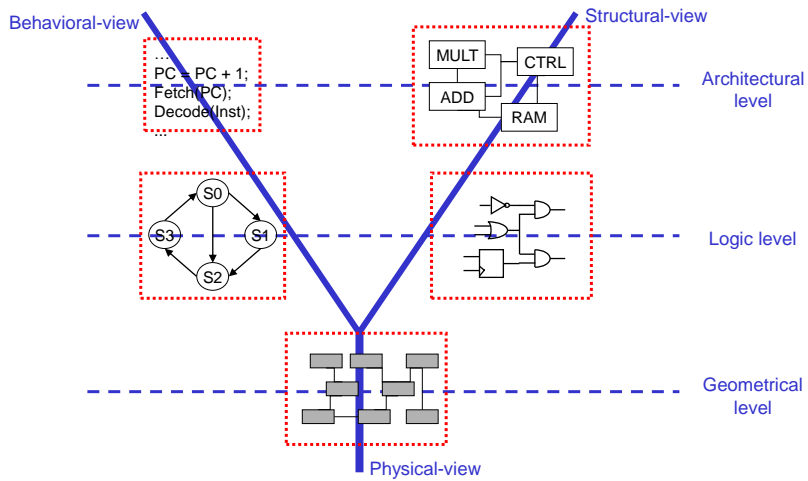 Behavioral-view
Structural-view
...
PC = PC + 1;
Fetch(PC);
Decode(Inst);
...
MULT
CTRL
ADD
RAM
Architectural
level
S0
S3
S1
S2
Logic level
Geometrical
level
Physical-view